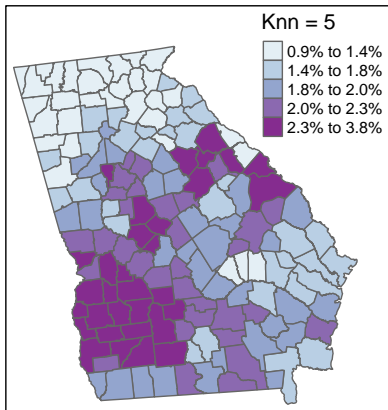 Knn = 5
0.9% to 1.4%
1.4% to 1.8%
1.8% to 2.0%
2.0% to 2.3%
2.3% to 3.8%